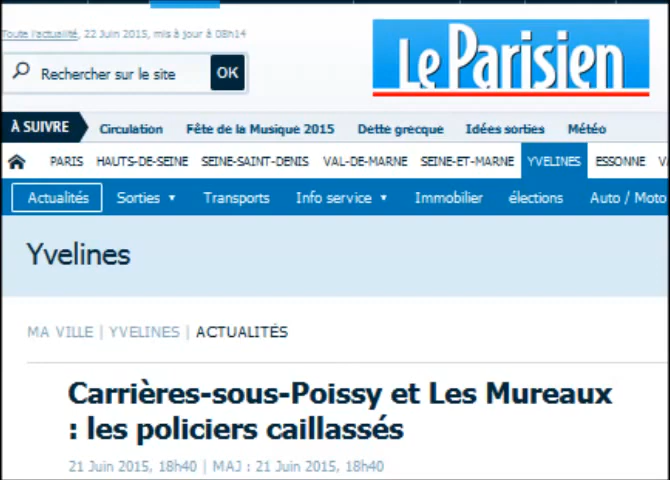 Toute l'actualité, 22 Juin 2015, mis à jour à 08h14
Le Parisien
Rechercher sur le site OK
À SUIVRE Circulation Fête de la Musique 2015 Dette grecque Idées sorties Météo
PARIS HAUTS-DE-SEINE SEINE-SAINT-DENIS VAL-DE-MARNE SEINE-ET-MARNE YVELINES ESSONNE
Actualités Sorties Transports Info service Immobilier élections Auto / Moto
Yvelines
MA VILLE | YVELINES | ACTUALITÉS
Carrières-sous-Poissy et Les Mureaux
: les policiers caillassés
21 Juin 2015, 18h40 | MAJ : 21 Juin 2015, 18h40